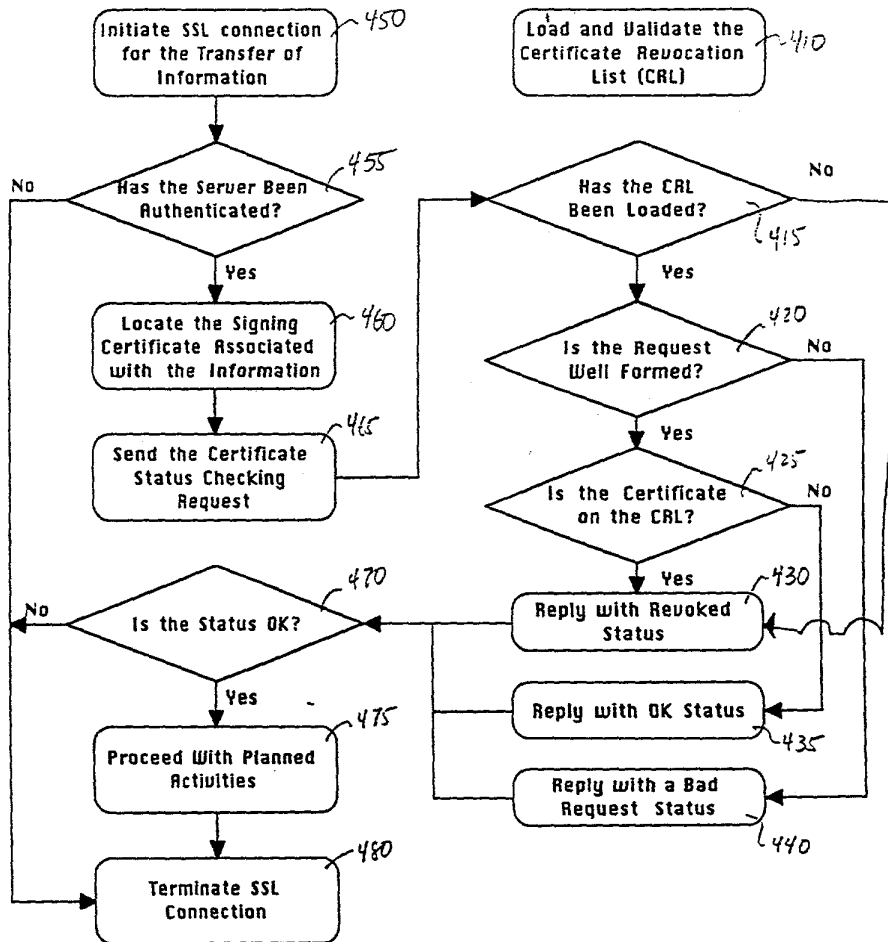 Initiate SSL connection
for the Transfer of
Information
450
Load and Validate the
Certificate Revocation
List (CRL)
410
No
Has the Server Been
Authenticated?
455
Yes
Has the CRL
Been Loaded?
415
No
Yes
Locate the Signing
Certificate Associated
with the Information
460
Is the Request
Well Formed?
420
No
Yes
Send the Certificate
Status Checking
Request
465
Is the Certificate
on the CRL?
425
No
Yes
No
Is the Status OK?
470
Yes
Reply with Revoked
Status
430
Reply with OK Status
435
Proceed With Planned
Activities
475
Reply with a Bad
Request Status
440
Terminate SSL
Connection
480